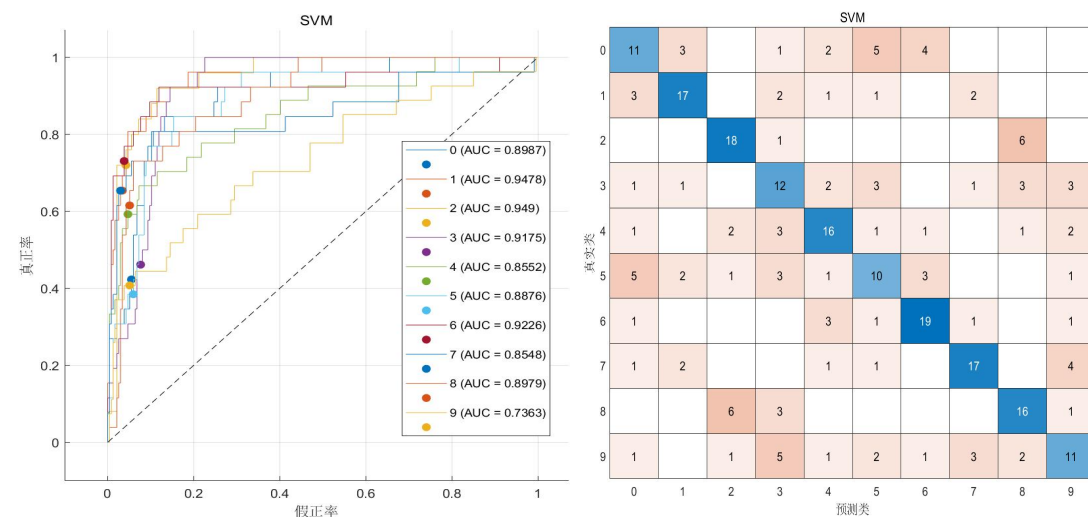 SVM
1
0.8
0.6
0.4
0.2
0
真正率
0 (AUC = 0.8987)
1 (AUC = 0.9478)
2 (AUC = 0.949)
3 (AUC = 0.9175)
4 (AUC = 0.8552)
5 (AUC = 0.8876)
6 (AUC = 0.9226)
7 (AUC = 0.8548)
8 (AUC = 0.8979)
9 (AUC = 0.7363)
0 0.2 0.4 0.6 0.8 1
假正率
SVM
真实类
0 11 3 1 2 5 4
1 3 17 2 1 1 2
2 18 1 6
3 1 1 12 2 3 1 3 3
4 1 2 3 16 1 1 1 2
5 5 2 1 3 1 10 3 1
6 1 3 1 19 1 1
7 1 2 1 1 17 4
8 6 3 16 1
9 1 1 5 1 2 1 3 2 11
0 1 2 3 4 5 6 7 8 9
预测类